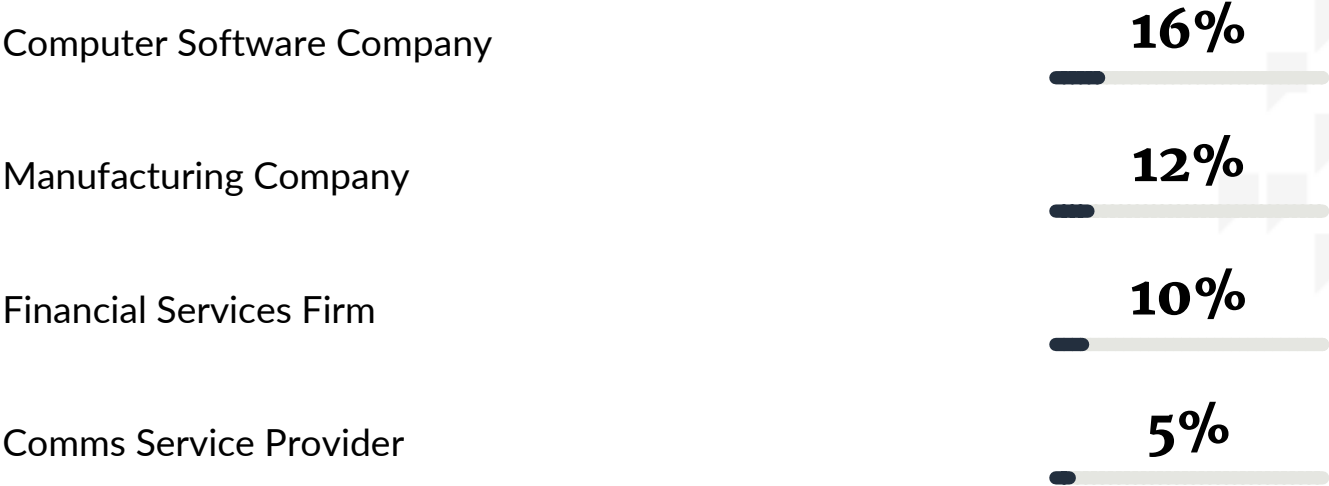 Computer Software Company
16%
Manufacturing Company
12%
Financial Services Firm
10%
Comms Service Provider
5%